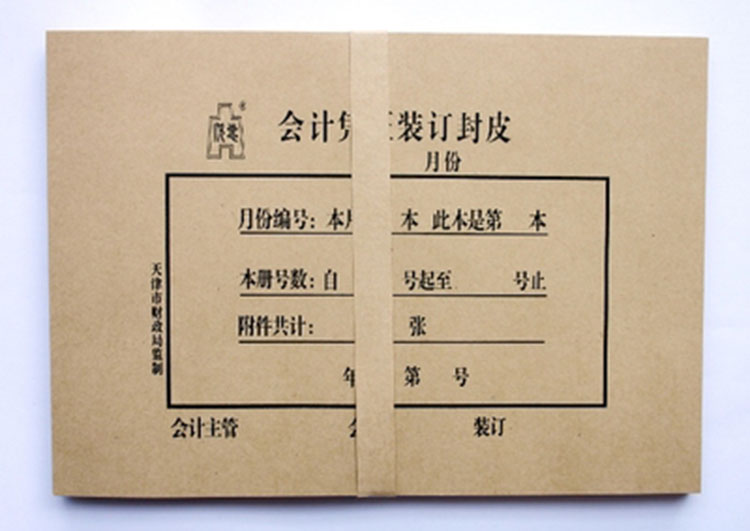 会计凭证装订封皮
月份
月份编号：本月 本 此本是第 本
本册号数：自 号起至 号止
附件共计： 张
年 第 号
天津市财政局监制
会计主管 会 装订